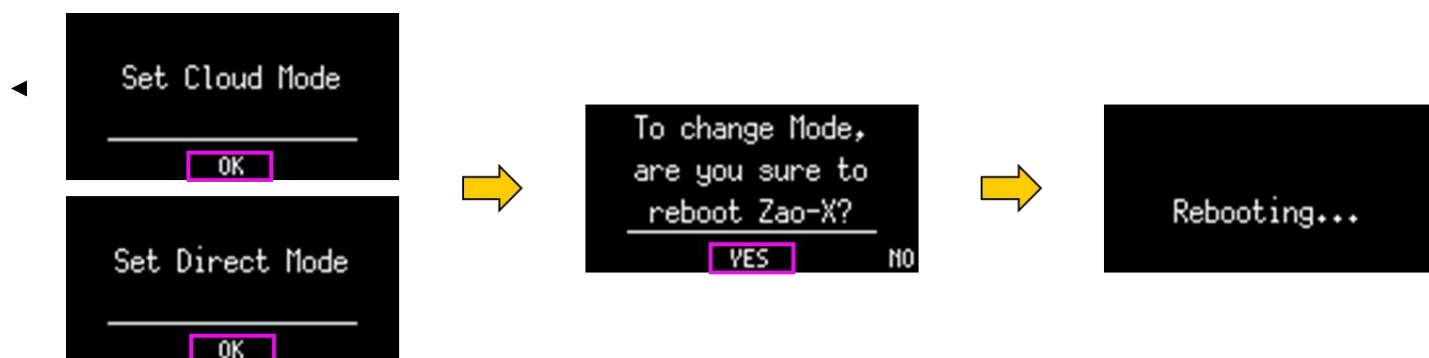 Set Cloud Mode
OK
Set Direct Mode
OK
To change Mode,
are you sure to
reboot Zao-X?
YES NO
Rebooting...